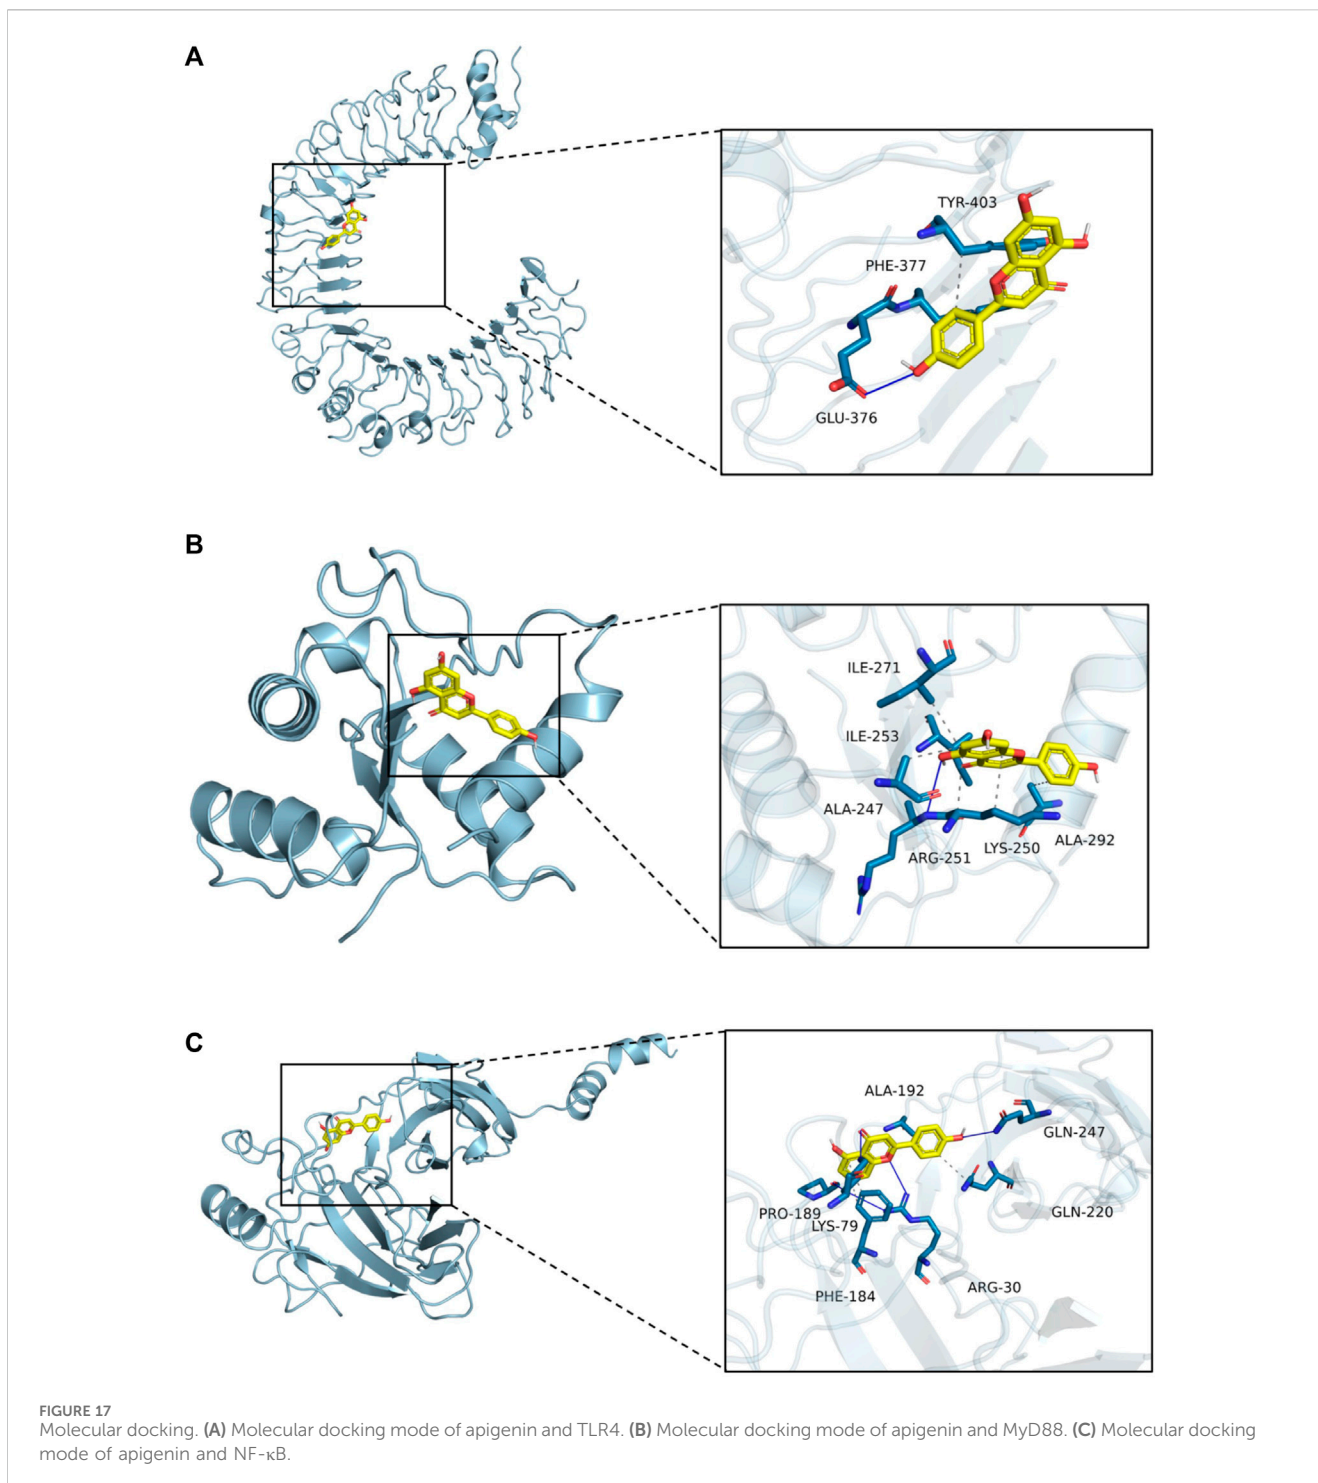 A
TYR-403
PHE-377
GLU-376
B
ILE-271
ILE-253
ALA-247
ARG-251
LYS-250
ALA-292
C
ALA-192
GLN-247
PRO-189
LYS-79
GLN-220
PHE-184
ARG-30
FIGURE 17
Molecular docking. (A) Molecular docking mode of apigenin and TLR4. (B) Molecular docking mode of apigenin and MyD88. (C) Molecular docking
mode of apigenin and NF-κB.